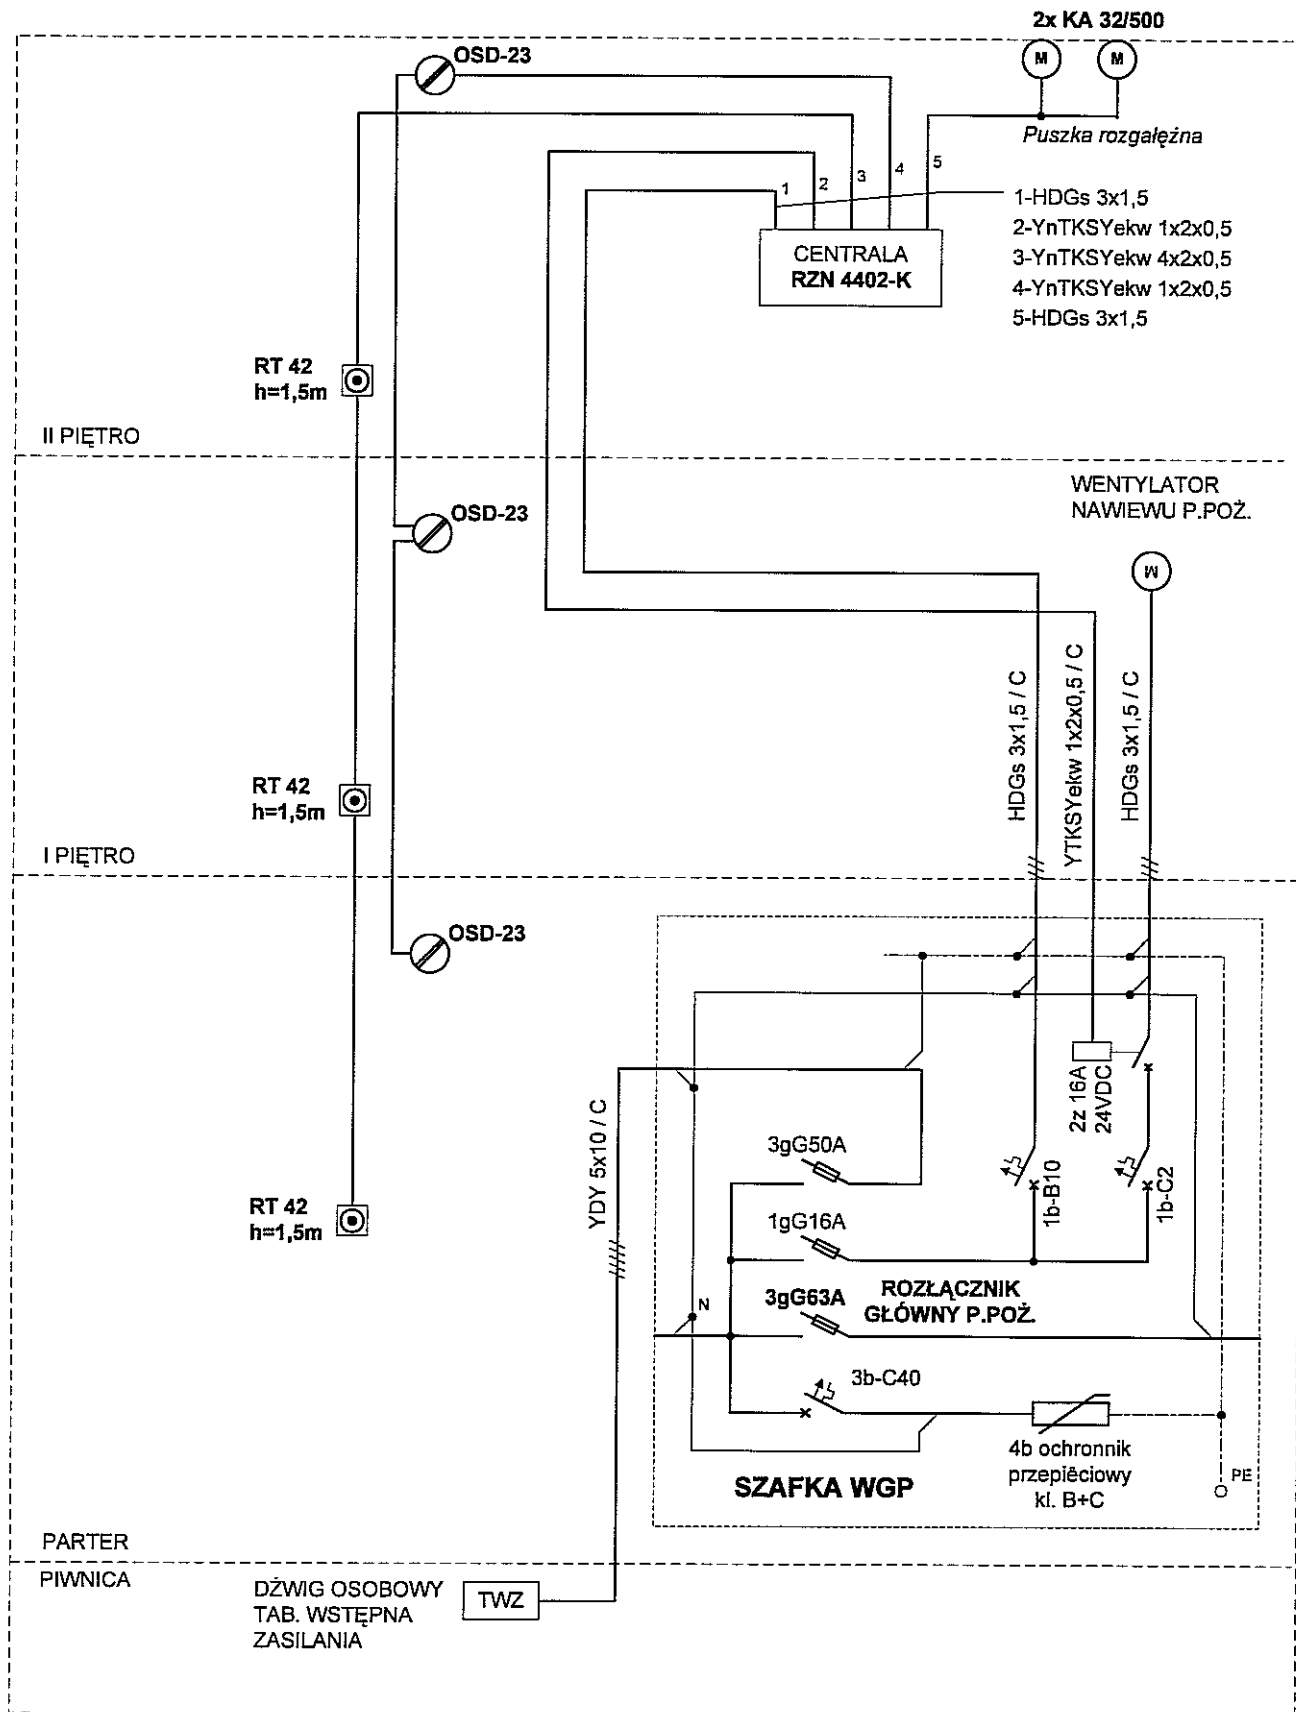 2x KA 32/500
OSD-23
M
M
Puszka rozgałęźna
1
2
3
4
5
1-HDGs 3x1,5
2-YnTKSYekw 1x2x0,5
3-YnTKSYekw 4x2x0,5
4-YnTKSYekw 1x2x0,5
5-HDGs 3x1,5
CENTRALA
RZN 4402-K
RT 42
h=1,5m
II PIĘTRO
WENTYLATOR
NAWIEWU P.POŻ.
OSD-23
M
HDGs 3x1,5 / C
YTKSYekw 1x2x0,5 / C
HDGs 3x1,5 / C
RT 42
h=1,5m
I PIĘTRO
OSD-23
YDY 5x10 / C
2z 16A
24VDC
3gG50A
1b-B10
1b-C2
RT 42
h=1,5m
1gG16A
ROZŁĄCZNIK
GŁÓWNY P.POŻ.
3gG63A
N
3b-C40
4b ochronnik
przepięciowy
kl. B+C
PE
SZAFKA WGP
PARTER
PIWNICA
DŹWIG OSOBOWY
TAB. WSTĘPNA
ZASILANIA
TWZ